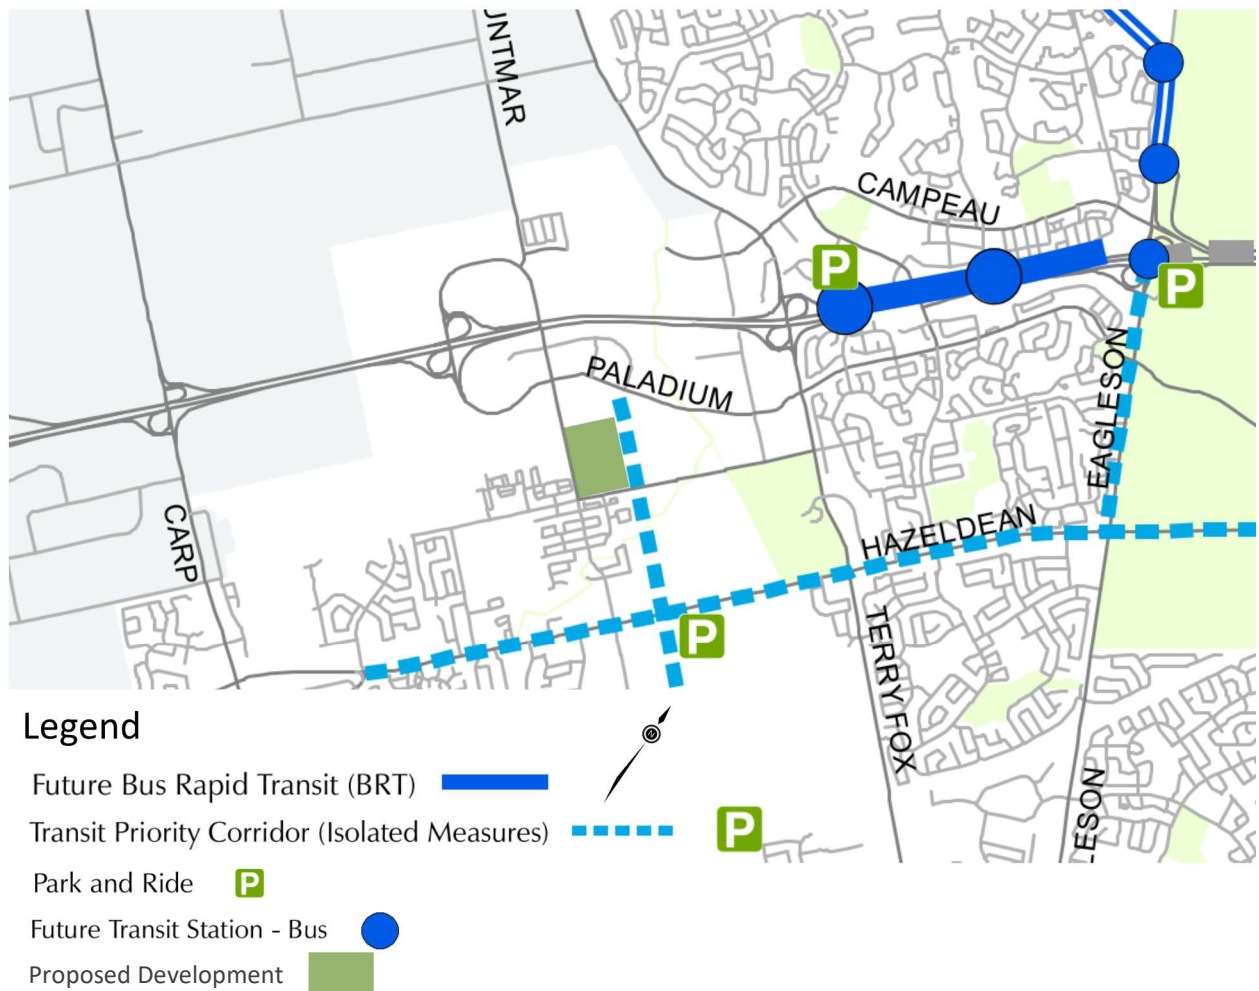 UNTMAR
CAMPEAU
P
P
PALADIUM
EAGLESON
CARP
HAZELDEAN
P
TERRY FOX
LESON
P
Legend
Future Bus Rapid Transit (BRT)
Transit Priority Corridor (Isolated Measures)
Park and Ride P
Future Transit Station - Bus
Proposed Development